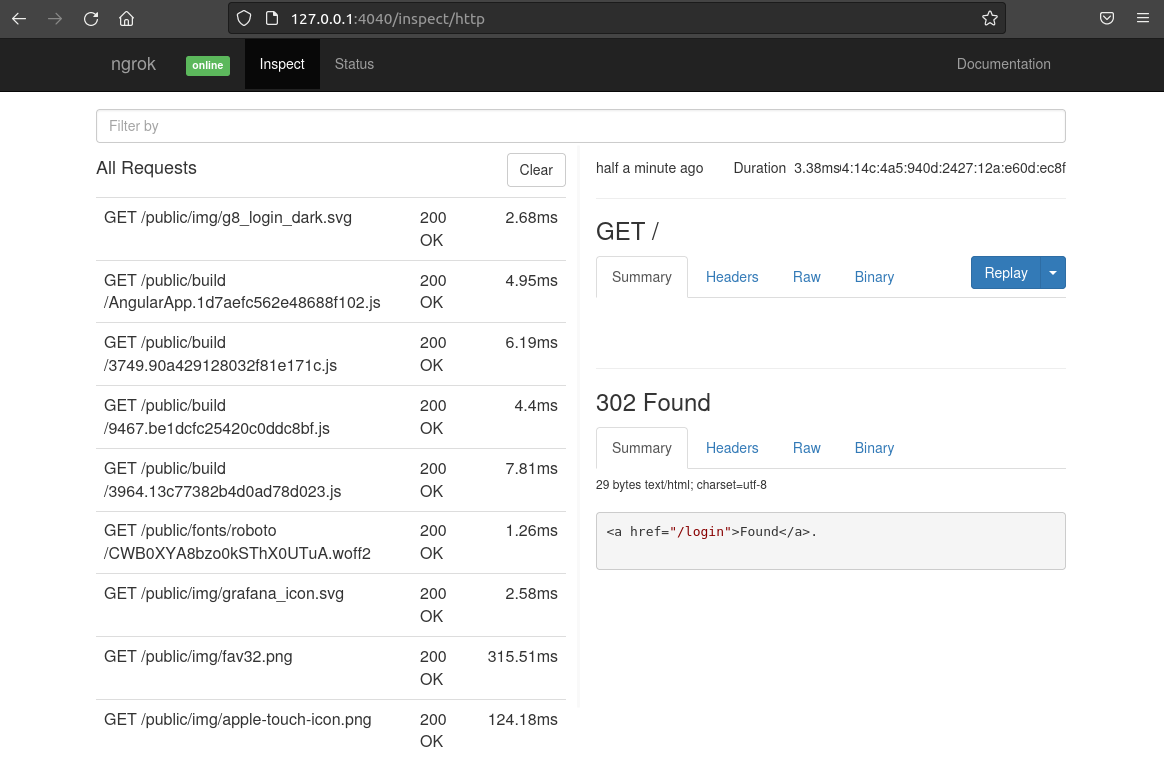 127.0.0.1:4040/inspect/http
ngrok online Inspect Status Documentation
Filter by
All Requests
Clear
GET /public/img/g8_login_dark.svg 200 OK 2.68ms
GET /public/build
/AngularApp.1d7aefc562e48688f102.js 200 OK 4.95ms
GET /public/build
/3749.90a429128032f81e171c.js 200 OK 6.19ms
GET /public/build
/9467.be1dcfc25420c0ddc8bf.js 200 OK 4.4ms
GET /public/build
/3964.13c77382b4d0ad78d023.js 200 OK 7.81ms
GET /public/fonts/roboto
/CWB0XYA8bzo0kSThX0UTuA.woff2 200 OK 1.26ms
GET /public/img/grafana_icon.svg 200 OK 2.58ms
GET /public/img/fav32.png 200 OK 315.51ms
GET /public/img/apple-touch-icon.png 200 OK 124.18ms
half a minute ago Duration 3.38ms 4:14c:4a5:940d:2427:12a:e60d:ec8f
GET /
Summary Headers Raw Binary Replay
302 Found
Summary Headers Raw Binary
29 bytes text/html; charset=utf-8
<a href="/login">Found</a>.